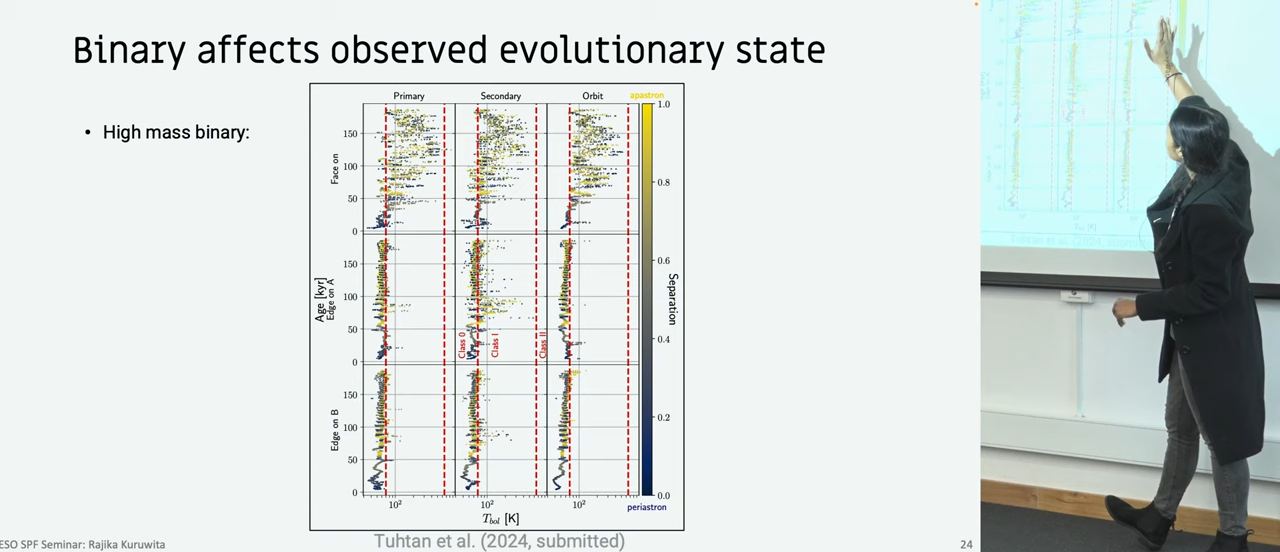 Binary affects observed evolutionary state
• High mass binary:
Primary Secondary Orbit apastron
Face on
150
100
50
0
Age [kyr]
Edge on A
150
100
50
0
Class 0
Class I
Class II
Edge on B
150
100
50
0
10² 10² 10²
T_bol [K]
1.0
0.8
0.6
0.4
0.2
0.0
Separation
periastron
Tuhtan et al. (2024, submitted)
ESO SPF Seminar: Rajika Kuruwita
24